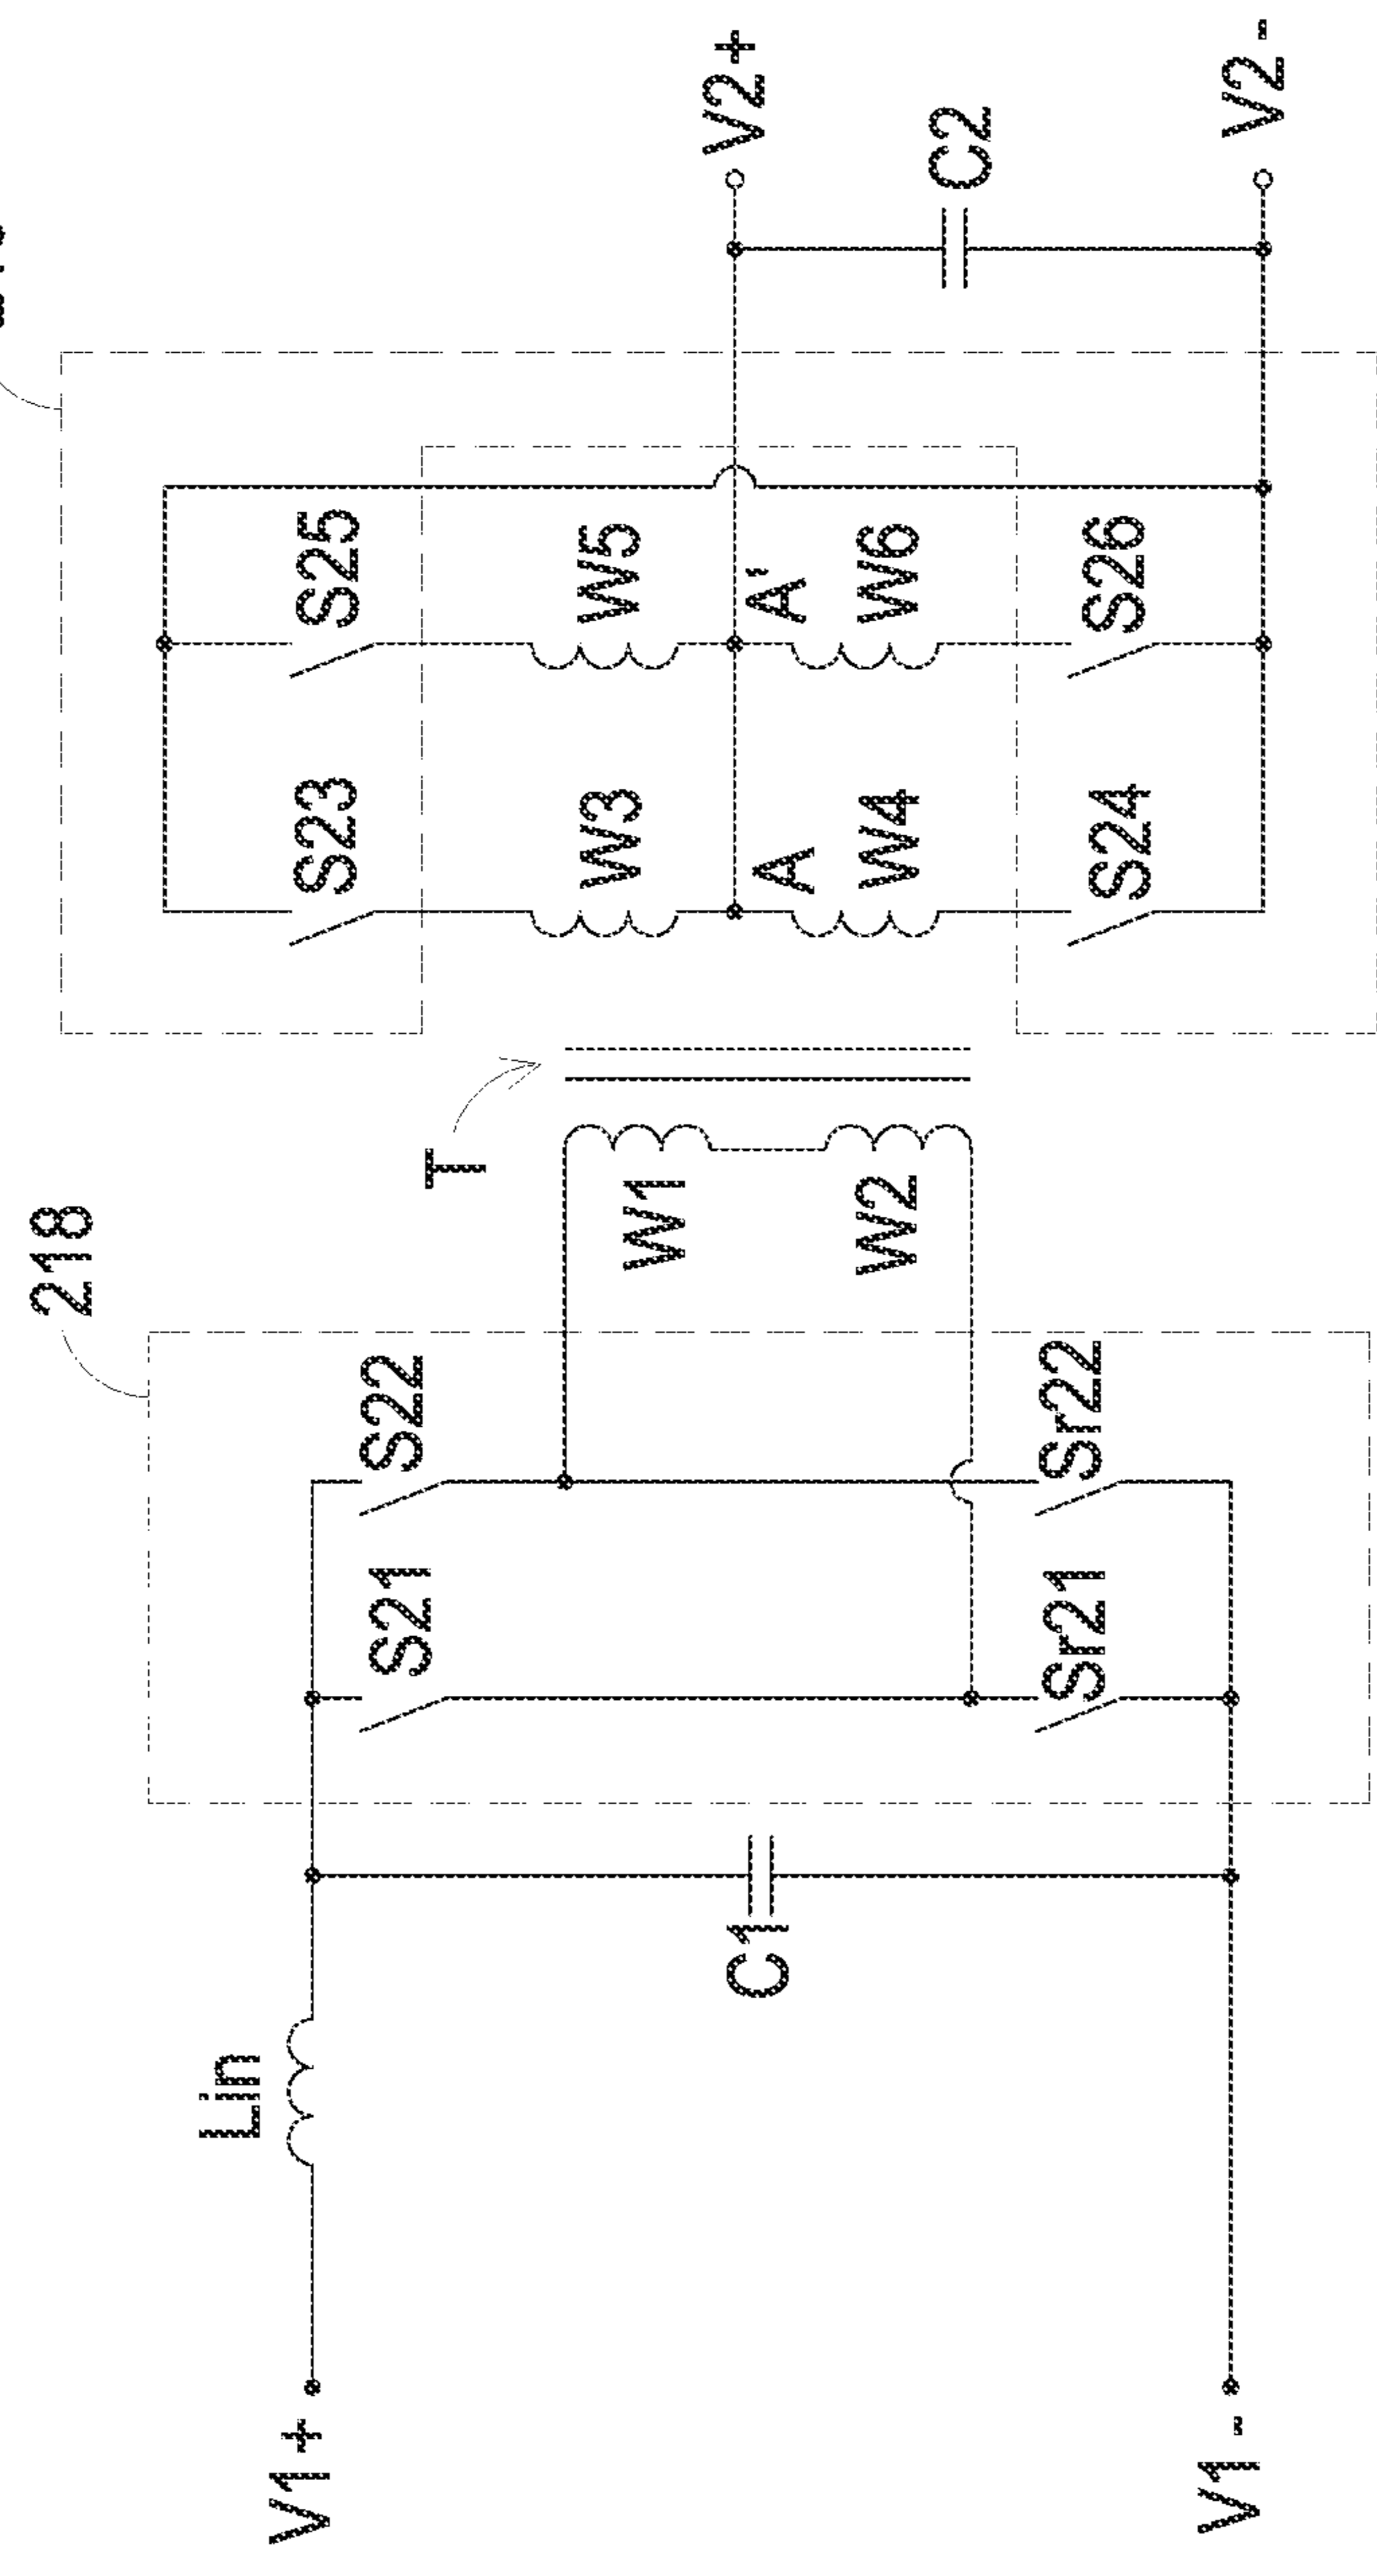 218
T
Lin
S21
S22
S23
S25
V1+
C1
W1
W2
W3
W5
A
A'
W4
W6
V2+
C2
Sr21
Sr22
S24
S26
V1-
V2-